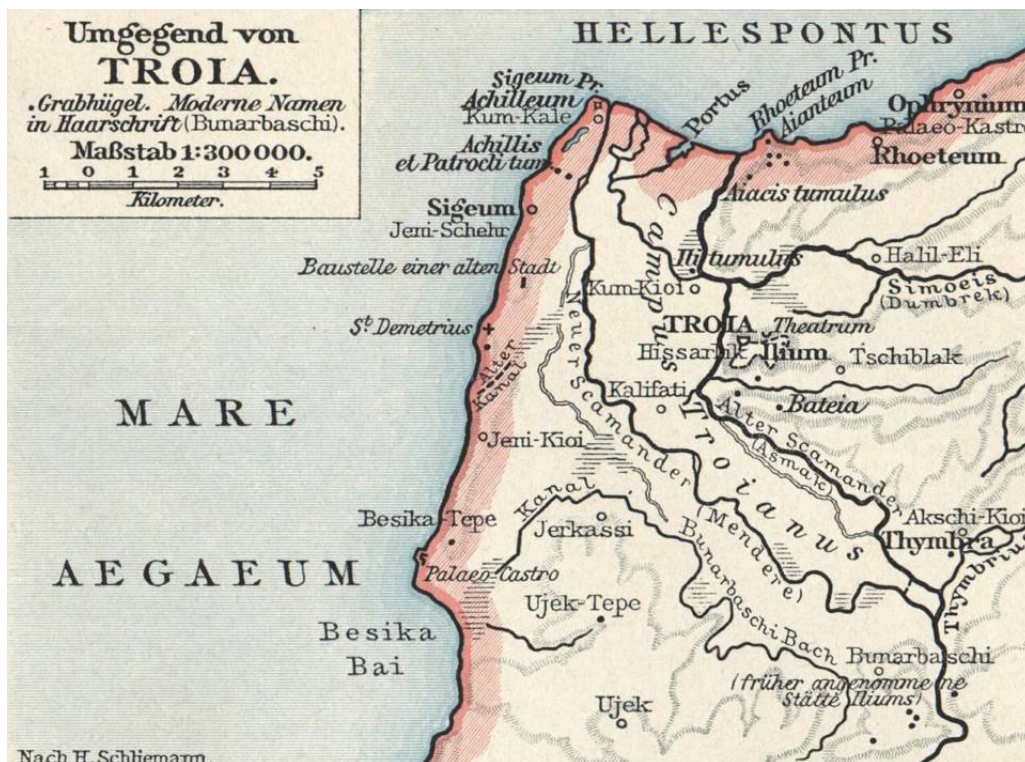 Umgegend von
TROIA.
. Grabhügel. Moderne Namen
in Haarschrift (Bunarbaschi).
Maßstab 1:300 000.
1 0 1 2 3 4 5
Kilometer.
HELLESPONTUS
Sigeum Pr.
Achilleum
Kum-Kale
Portus
Rhoeteum Pr.
Aianteum
Ophrynium
Palaeo-Kastro
Rhoeteum
Achillis
et Patrocli tum.
Aiacis tumulus
Sigeum
Jeni-Schehr
Campus Troianus
Baustelle einer alten Stadt
Ili tumulus
Halil-Eli
Kum-Kioi
Simoeis
(Dumbrek)
Neuer Scamander (Mendere)
St. Demetrius
TROIA
Theatrum
Hissarlik
Ilium
Tschiblak
Alter
Kanal
Kalifati
Bateia
Alter Scamander
(Asmak)
MARE
AEGAEUM
Jeni-Kioi
Kanal
Besika-Tepe
Jerkassi
Akschi-Kioi
Thymbra
Thymbrius
Palaeo-Castro
Ujek-Tepe
Bunarbaschi Bach
Besika
Bai
Bunarbaschi
(früher angenommene
Stätte Iliums)
Ujek
Nach H. Schliemann.